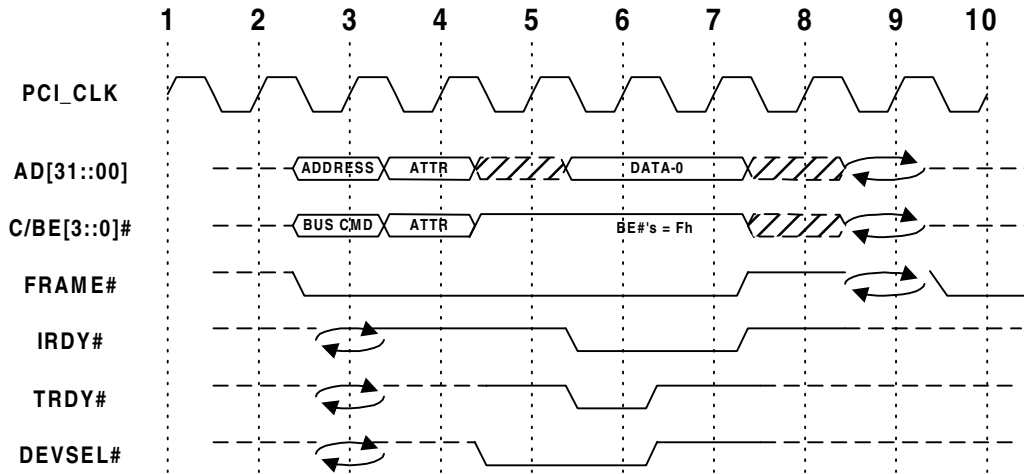 1 2 3 4 5 6 7 8 9 10
PCI_CLK
AD[31::00] ADDRESS ATTR DATA-0
C/BE[3::0]# BUS CMD ATTR BE#'s = Fh
FRAME#
IRDY#
TRDY#
DEVSEL#